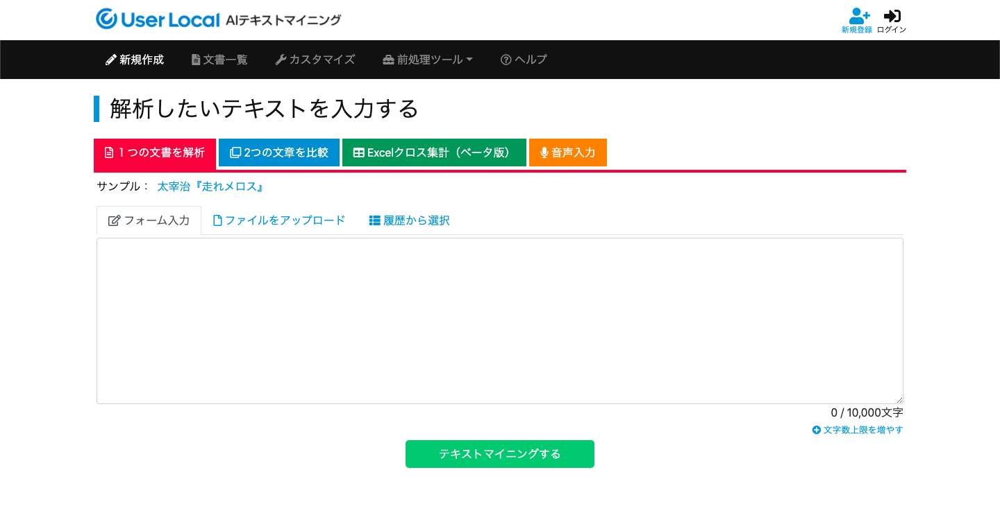 User Local AIテキストマイニング
新規登録 ログイン
新規作成 文書一覧 カスタマイズ 前処理ツール ヘルプ
解析したいテキストを入力する
１つの文書を解析 2つの文章を比較 Excelクロス集計（ベータ版） 音声入力
サンプル： 太宰治『走れメロス』
フォーム入力 ファイルをアップロード 履歴から選択
0 / 10,000文字
文字数上限を増やす
テキストマイニングする